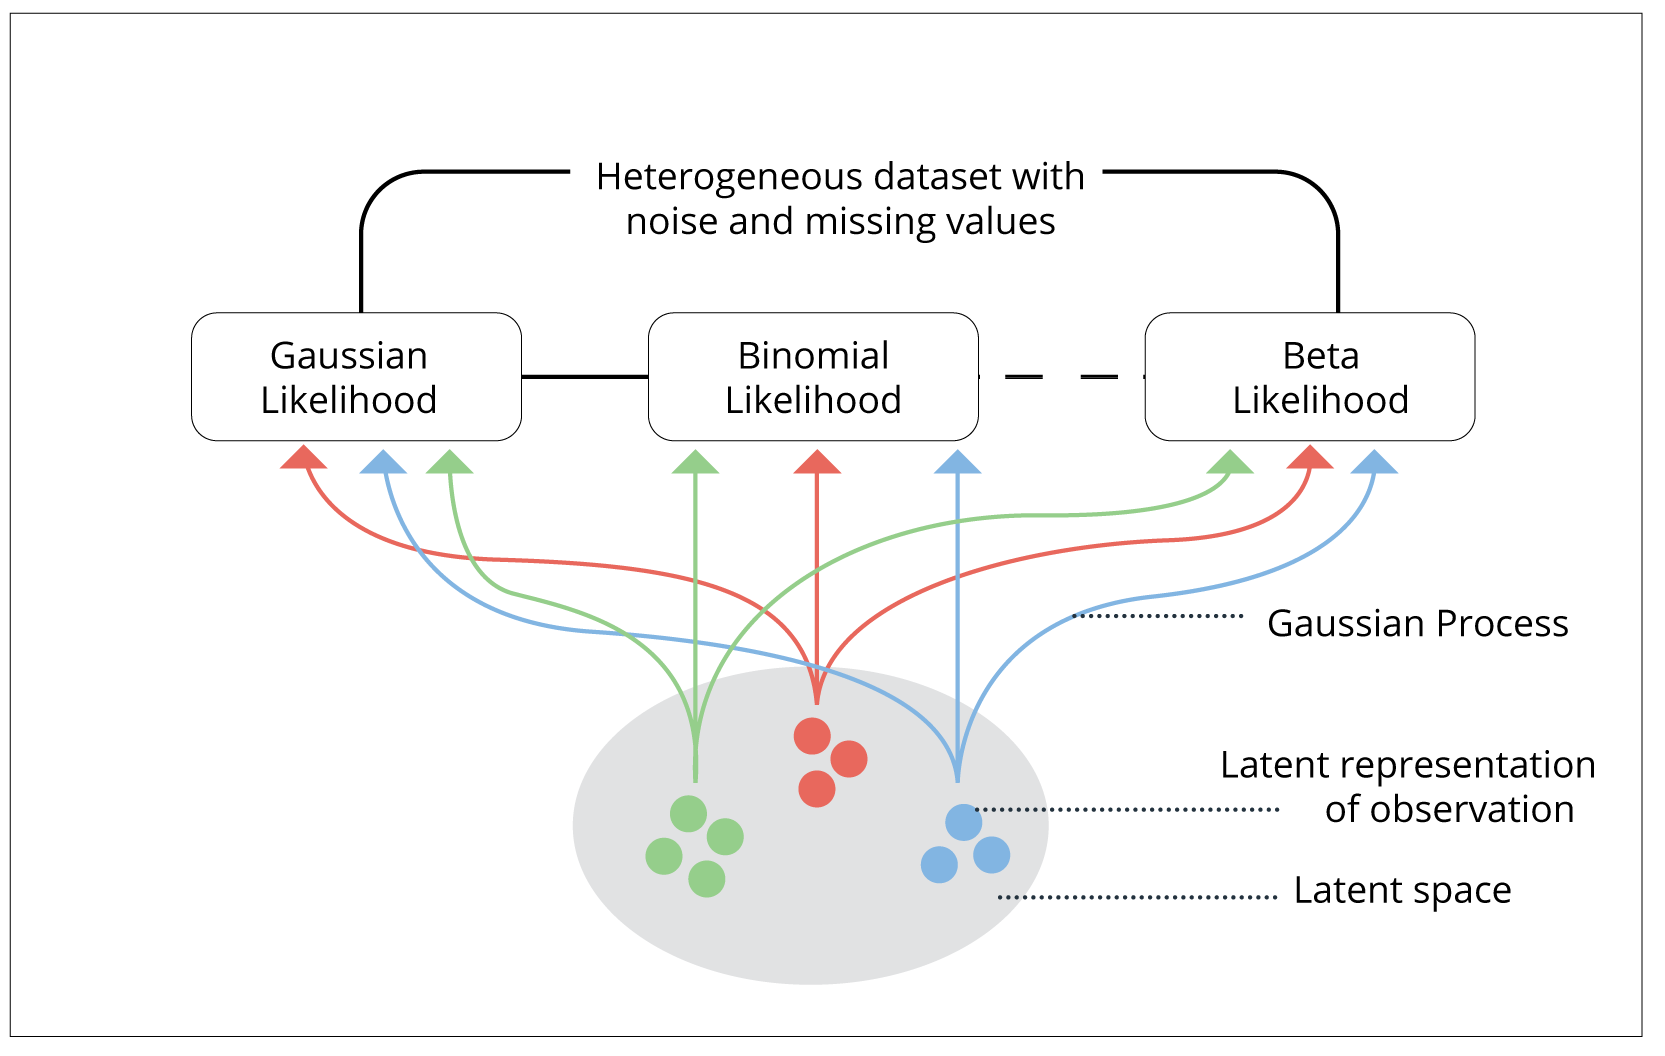 Heterogeneous dataset with
noise and missing values
Gaussian
Likelihood
Binomial
Likelihood
Beta
Likelihood
Gaussian Process
Latent representation
of observation
Latent space